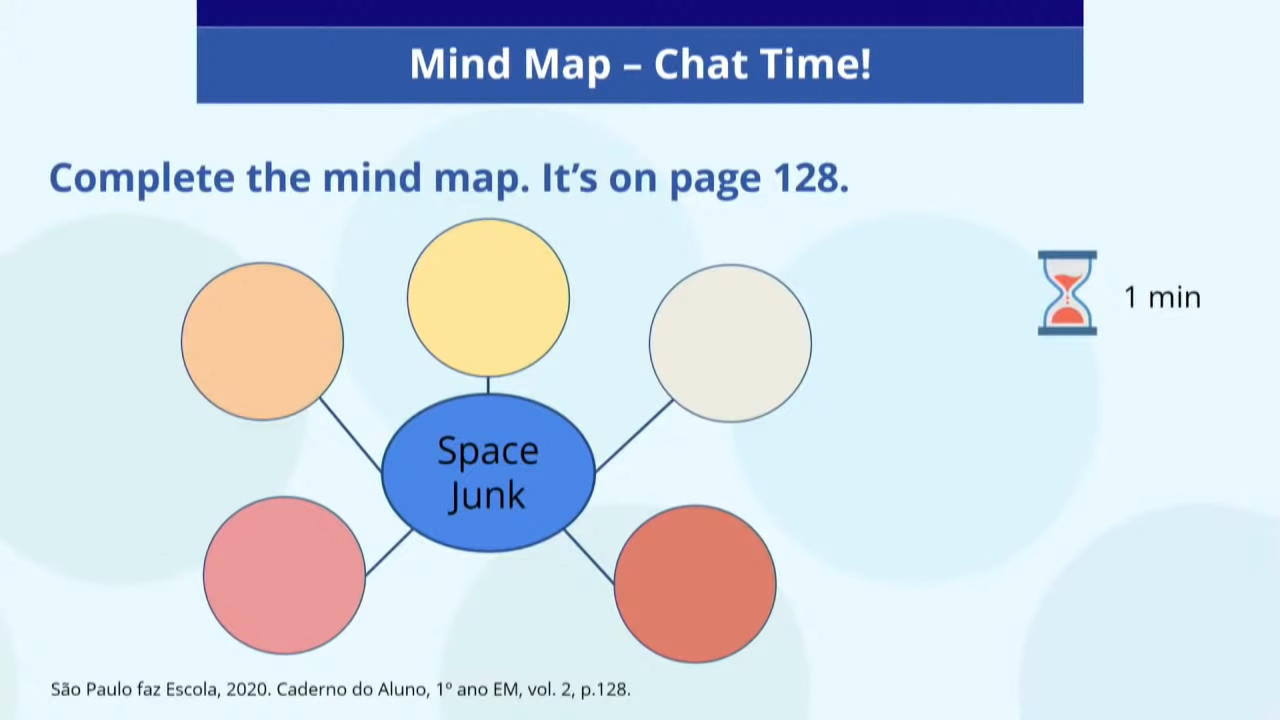 Mind Map – Chat Time!
Complete the mind map. It’s on page 128.
1 min
Space
Junk
São Paulo faz Escola, 2020. Caderno do Aluno, 1º ano EM, vol. 2, p.128.